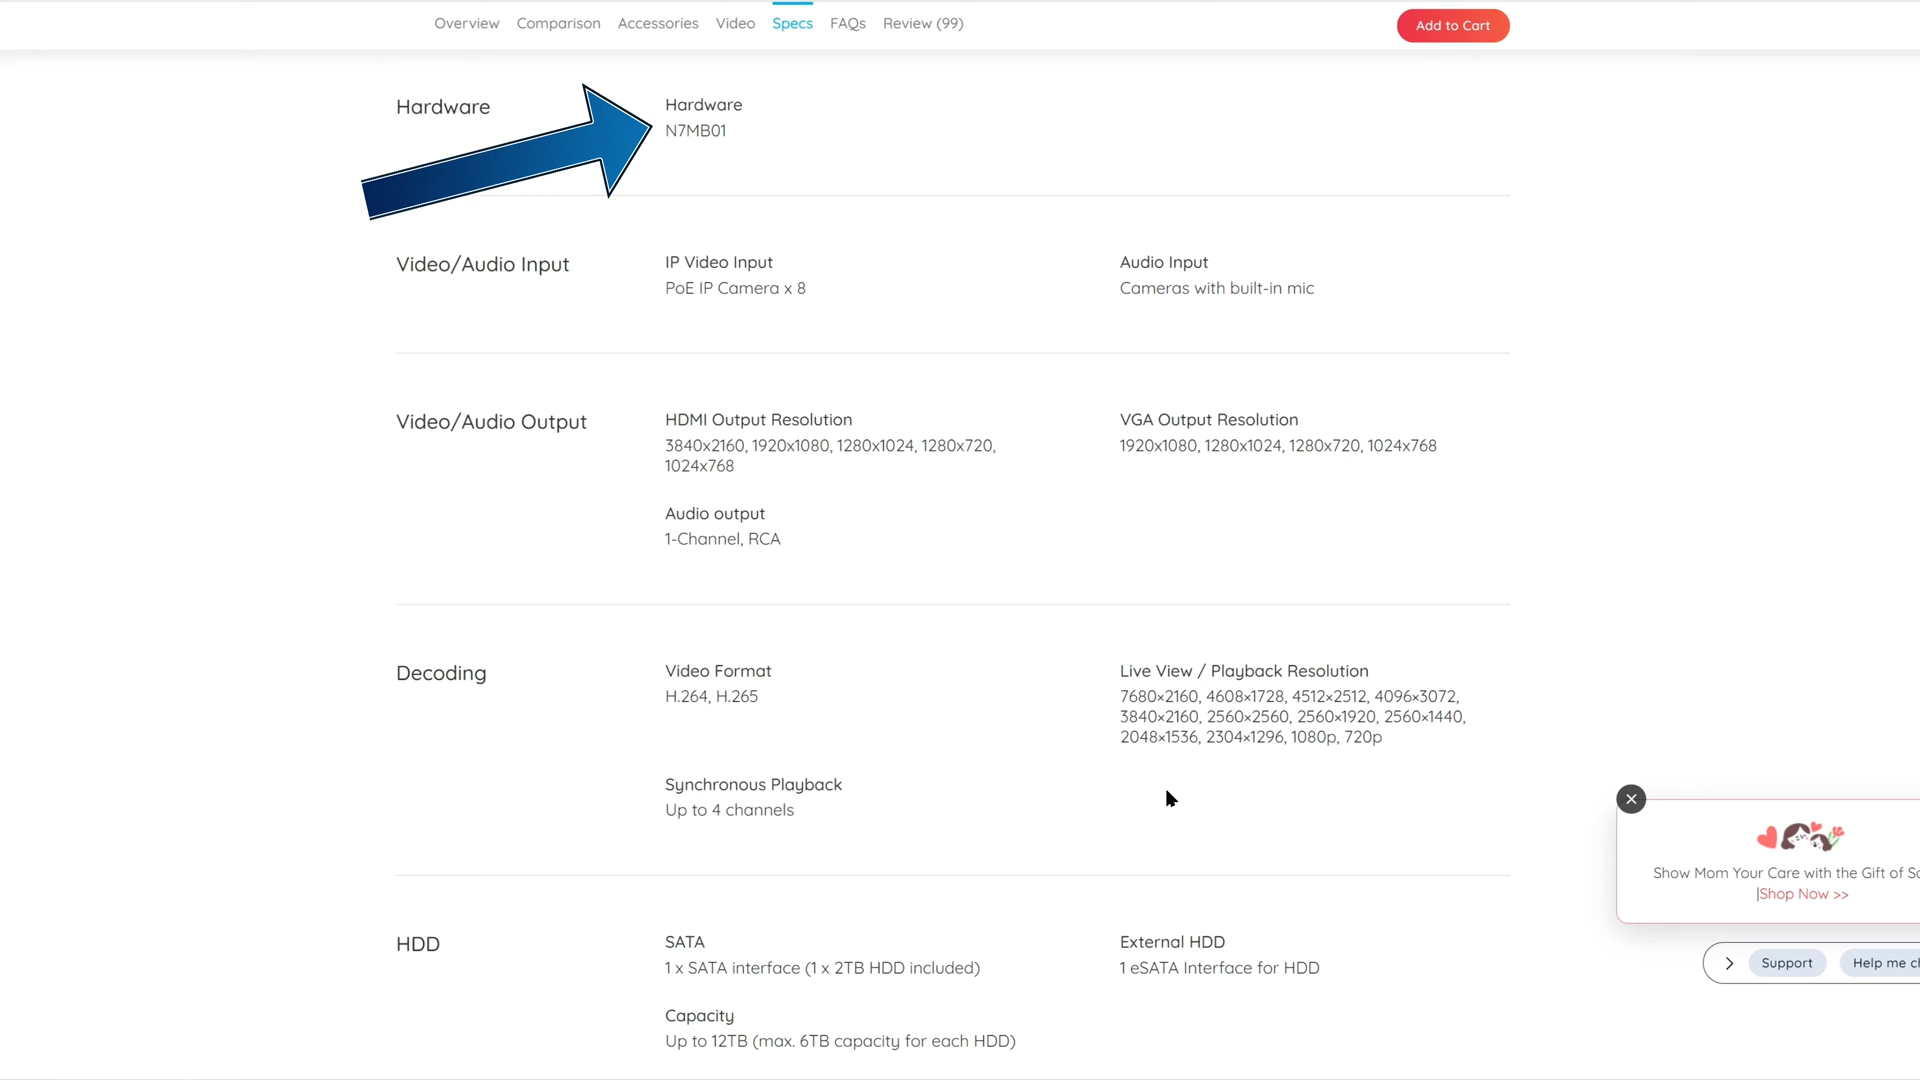 Overview Comparison Accessories Video Specs FAQs Review (99)
Add to Cart
Hardware
Hardware
N7MB01
Video/Audio Input
IP Video Input
PoE IP Camera x 8
Audio Input
Cameras with built-in mic
Video/Audio Output
HDMI Output Resolution
3840x2160, 1920x1080, 1280x1024, 1280x720,
1024x768
VGA Output Resolution
1920x1080, 1280x1024, 1280x720, 1024x768
Audio output
1-Channel, RCA
Decoding
Video Format
H.264, H.265
Live View / Playback Resolution
7680×2160, 4608×1728, 4512×2512, 4096×3072,
3840×2160, 2560×2560, 2560×1920, 2560×1440,
2048×1536, 2304×1296, 1080p, 720p
Synchronous Playback
Up to 4 channels
Show Mom Your Care with the Gift of
|Shop Now >>
HDD
SATA
1 x SATA interface (1 x 2TB HDD included)
External HDD
1 eSATA Interface for HDD
Support
Help me
Capacity
Up to 12TB (max. 6TB capacity for each HDD)